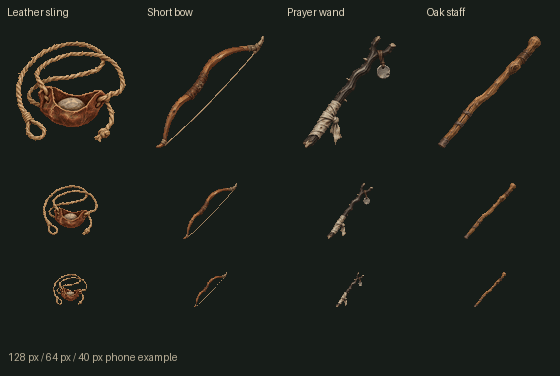 Leather sling
Short bow
Prayer wand
Oak staff
128 px / 64 px / 40 px phone example